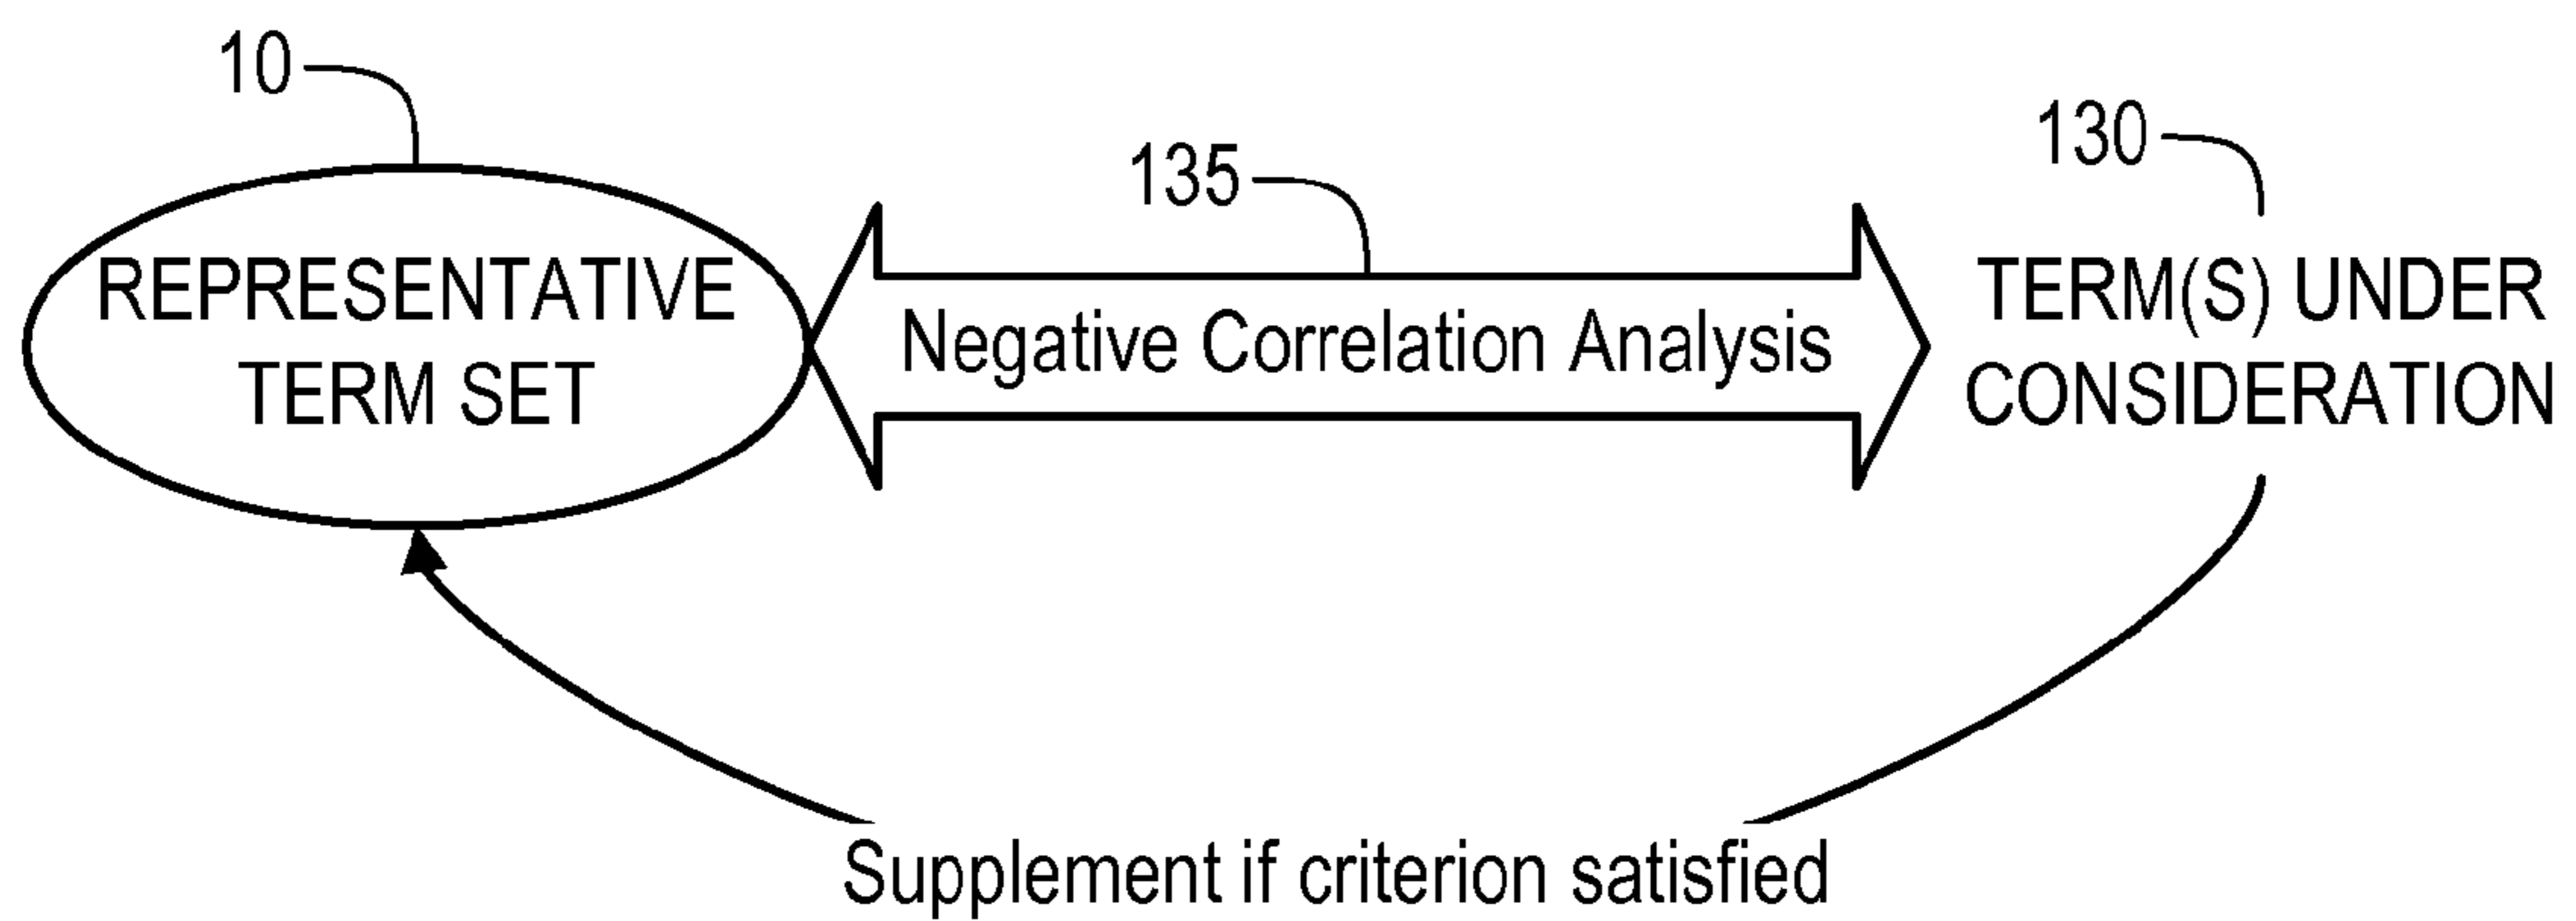 10
135
130
REPRESENTATIVE
TERM SET
Negative Correlation Analysis
TERM(S) UNDER
CONSIDERATION
Supplement if criterion satisfied